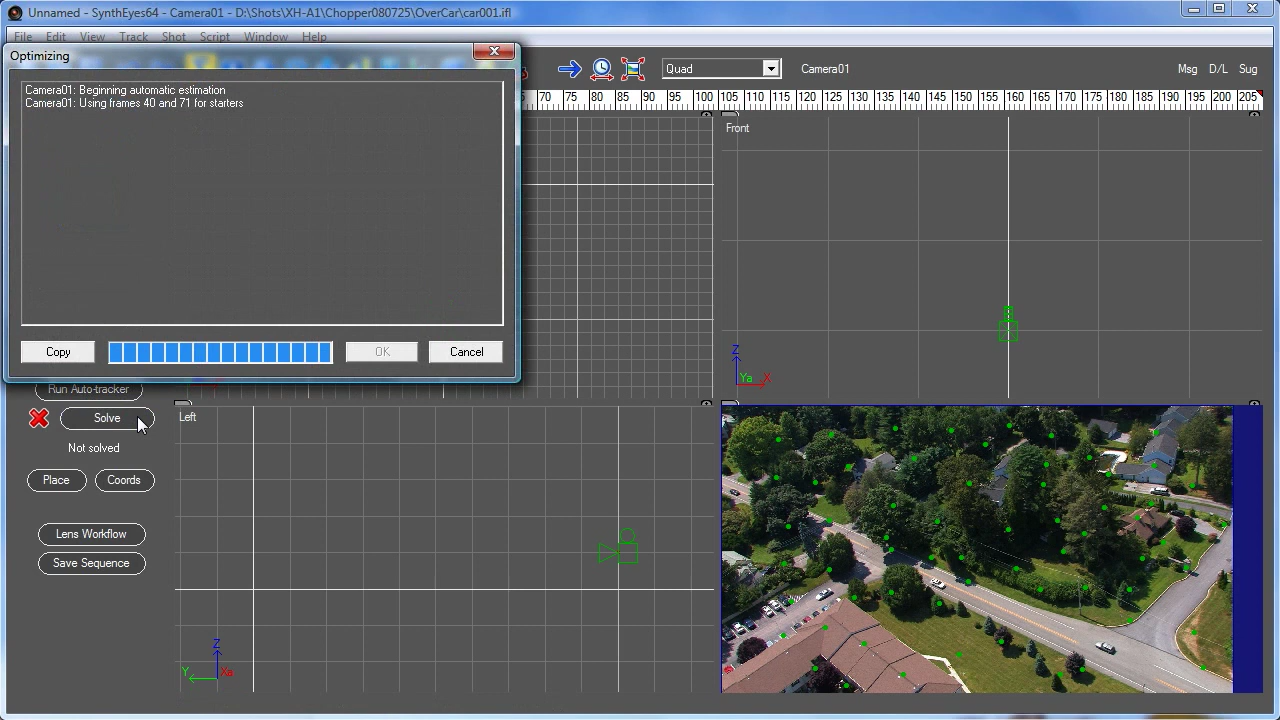 Unnamed - SynthEyes64 - Camera01 - D:\Shots\XH-A1\Chopper080725\OverCar\car001.ifl
File Edit View Track Shot Script Window Help
Optimizing
Camera01: Beginning automatic estimation
Camera01: Using frames 40 and 71 for starters
Copy OK Cancel
Quad Camera01 Msg D/L Sug
70 75 80 85 90 95 100 105 110 115 120 125 130 135 140 145 150 155 160 165 170 175 180 185 190 195 200 205
Front
Z
Ya X
Run Auto-tracker
Solve
Not solved
Place Coords
Lens Workflow
Save Sequence
Left
Z
Y Xa